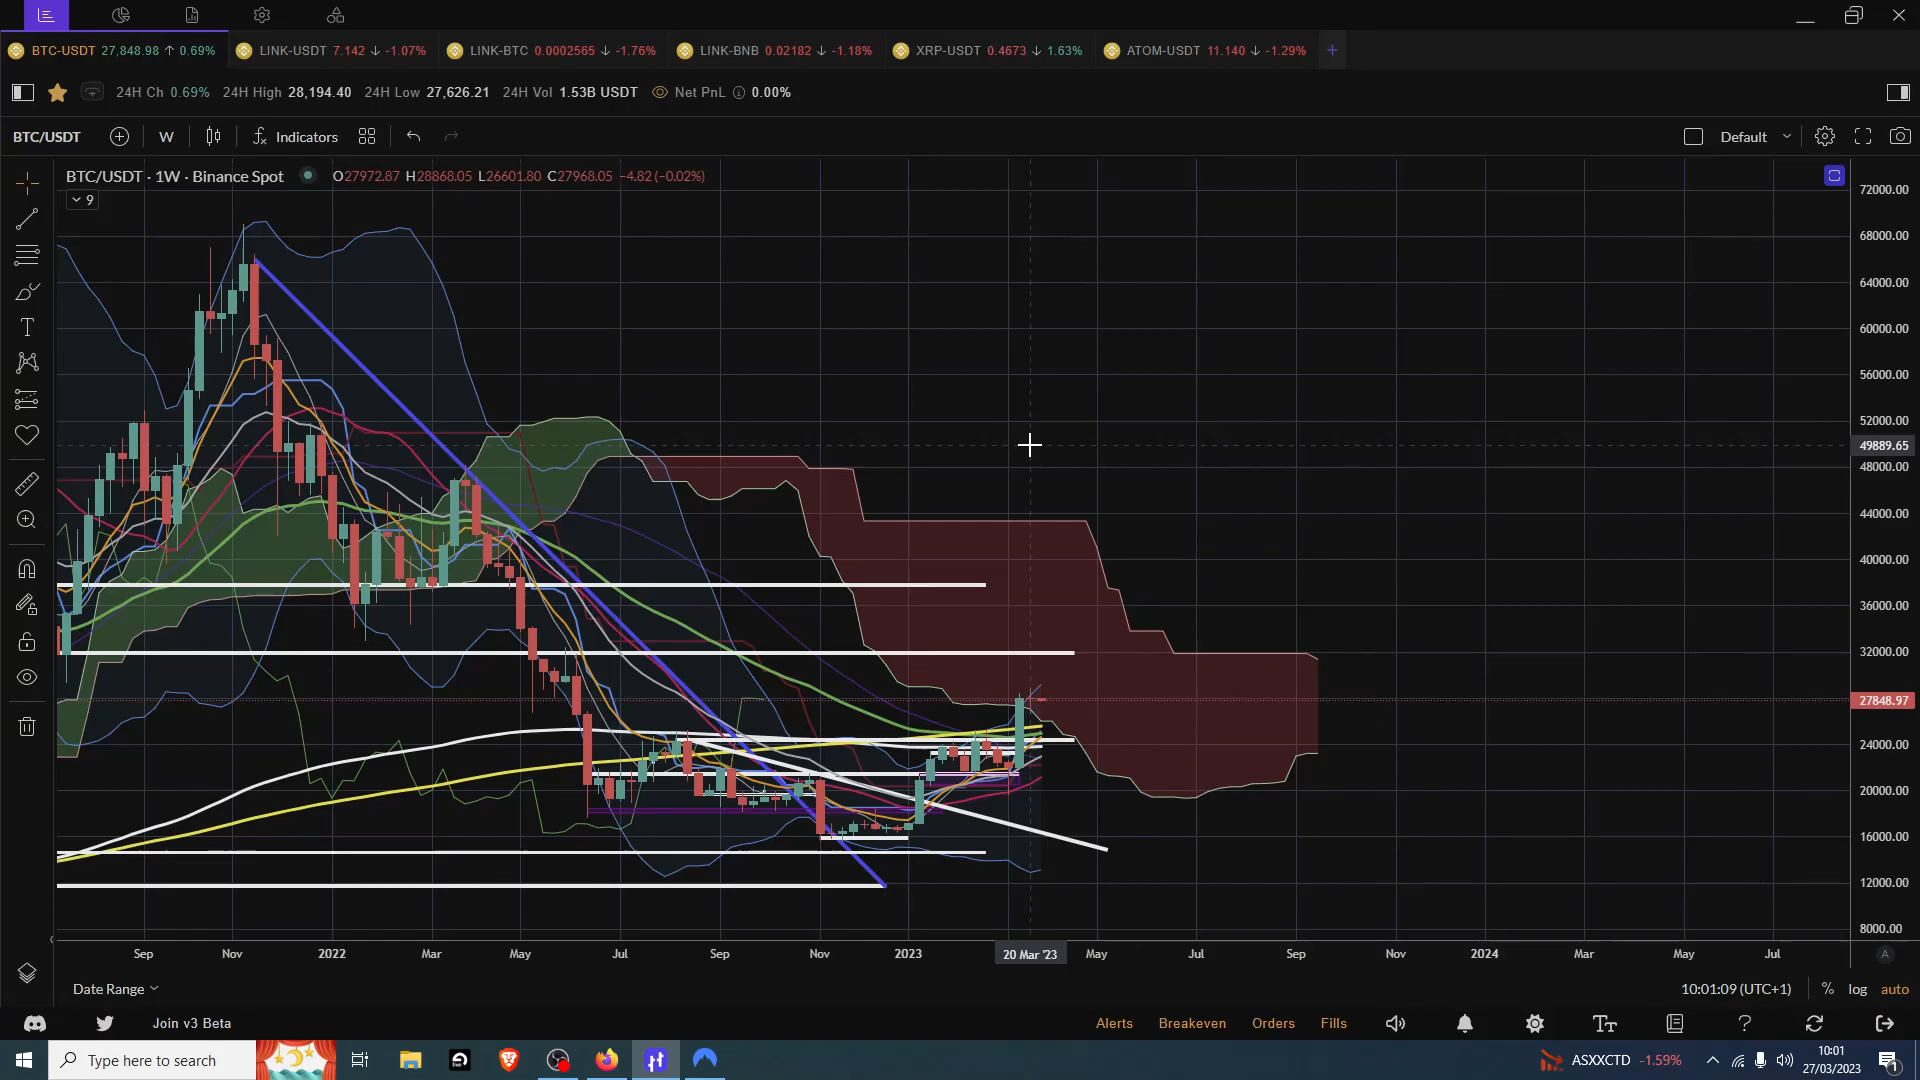 BTC-USDT 27,848.98 ↑ 0.69% LINK-USDT 7.142 ↓ -1.07% LINK-BTC 0.0002565 ↓ -1.76% LINK-BNB 0.02182 ↓ -1.18% XRP-USDT 0.4673 ↓ 1.63% ATOM-USDT 11.140 ↓ -1.29% +
24H Ch 0.69% 24H High 28,194.40 24H Low 27,626.21 24H Vol 1.53B USDT Net PnL 0.00%
BTC/USDT W Indicators Default
BTC/USDT · 1W · Binance Spot O27972.87 H28868.05 L26601.80 C27968.05 −4.82 (−0.02%)
9
72000.00
68000.00
64000.00
60000.00
56000.00
52000.00
49889.65
48000.00
44000.00
40000.00
36000.00
32000.00
27848.97
24000.00
20000.00
16000.00
12000.00
8000.00
Sep Nov 2022 Mar May Jul Sep Nov 2023 20 Mar '23 May Jul Sep Nov 2024 Mar May Jul A
Date Range 10:01:09 (UTC+1) % log auto
Join v3 Beta Alerts Breakeven Orders Fills
Type here to search ASXXCTD -1.59% 10:01
27/03/2023
1